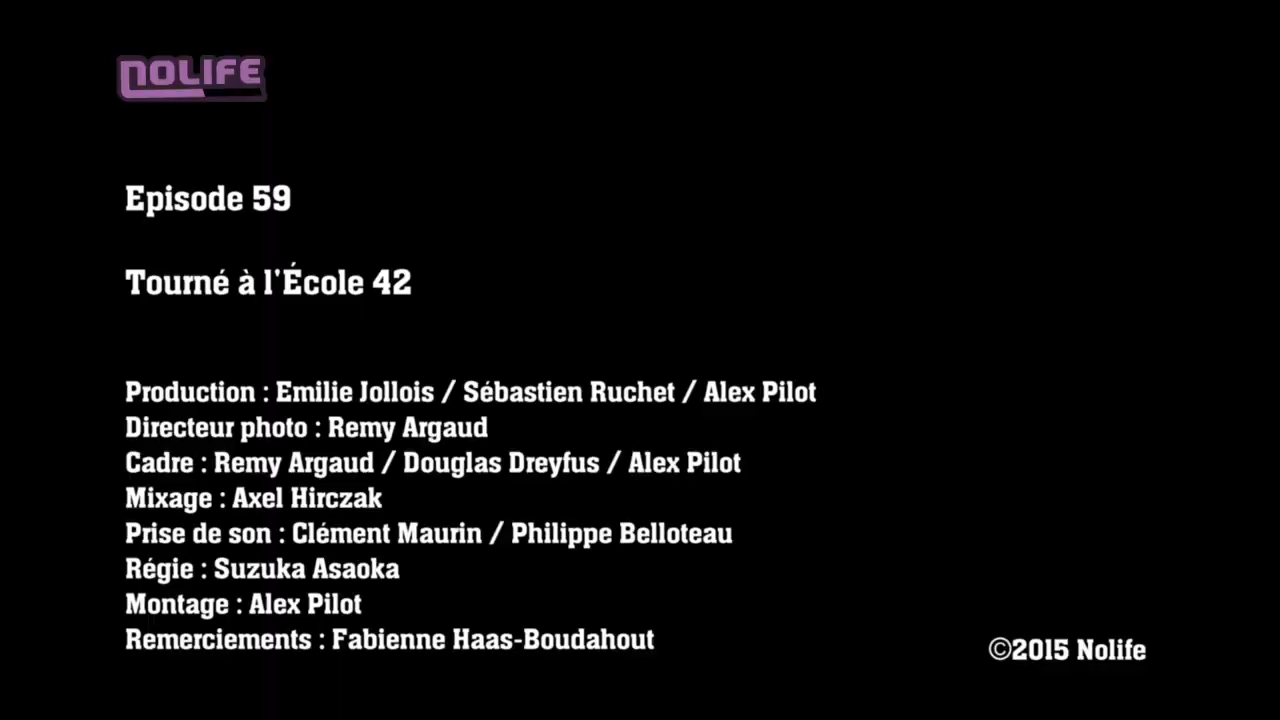 NOLIFE
Episode 59
Tourné à l'École 42
Production : Emilie Jollois / Sébastien Ruchet / Alex Pilot
Directeur photo : Remy Argaud
Cadre : Remy Argaud / Douglas Dreyfus / Alex Pilot
Mixage : Axel Hirczak
Prise de son : Clément Maurin / Philippe Belloteau
Régie : Suzuka Asaoka
Montage : Alex Pilot
Remerciements : Fabienne Haas-Boudahout
©2015 Nolife